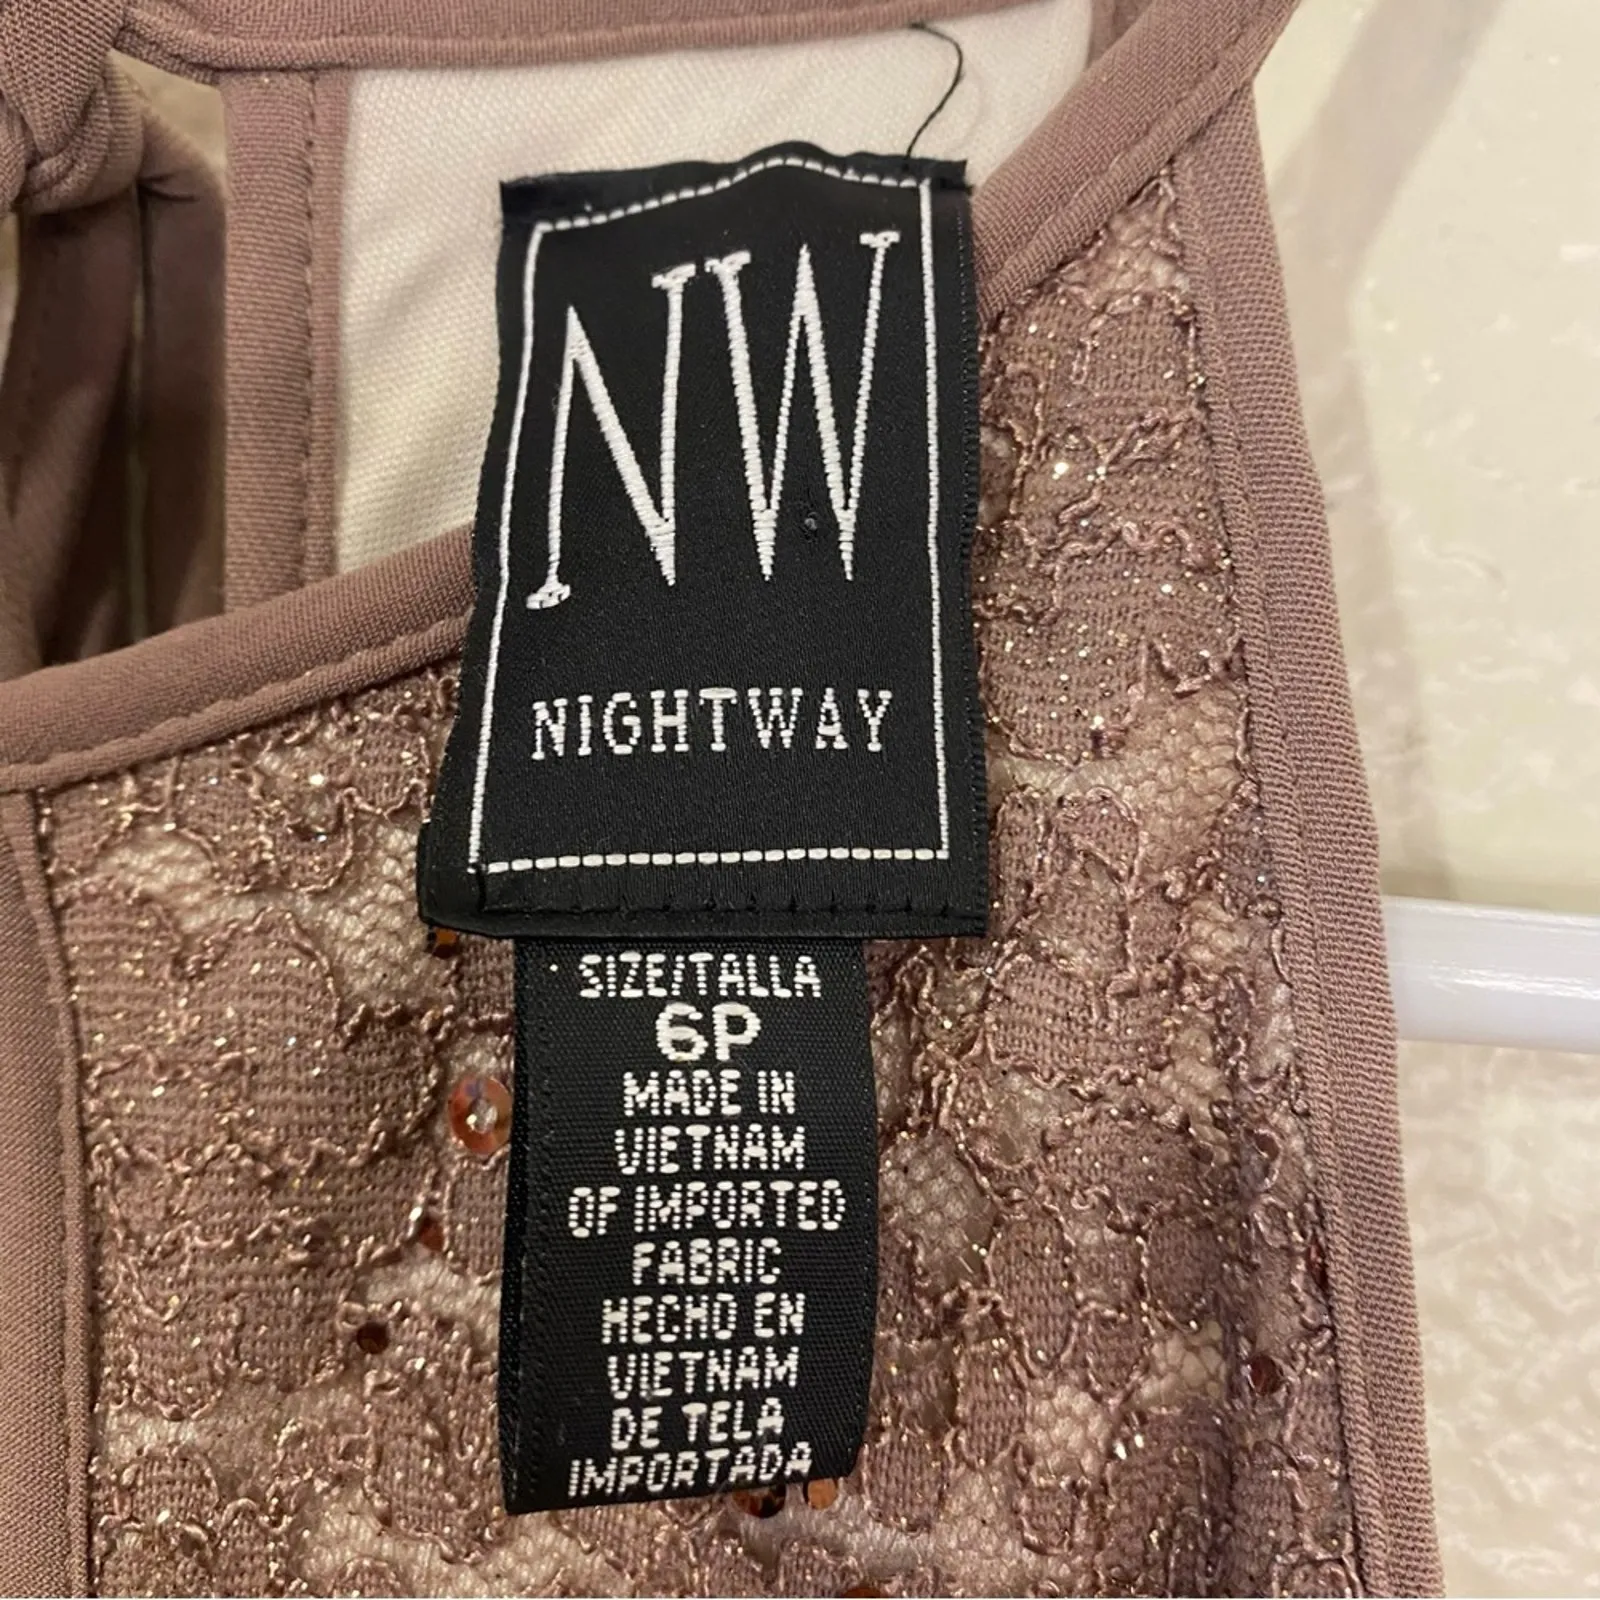 NW
NIGHTWAY
SIZE/TALLA
6P
MADE IN
VIETNAM
OF IMPORTED
FABRIC
HECHO EN
VIETNAM
DE TELA
IMPORTADA